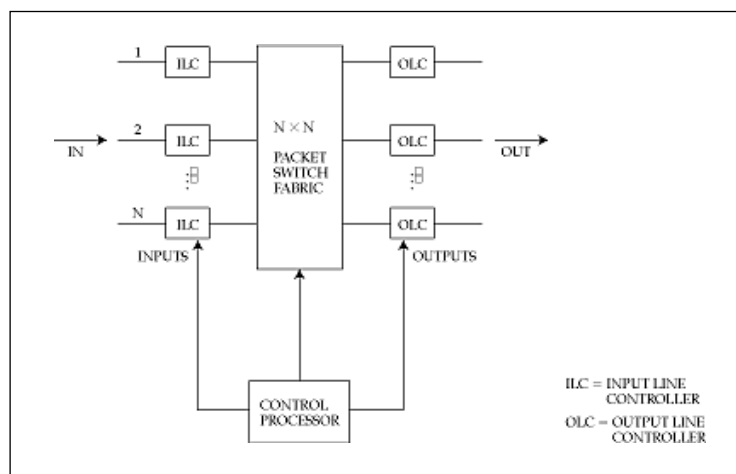 1
ILC
OLC
N × N
2
ILC
OLC
IN
PACKET
SWITCH
FABRIC
OUT
N
ILC
OLC
INPUTS
OUTPUTS
CONTROL
PROCESSOR
ILC = INPUT LINE
CONTROLLER
OLC = OUTPUT LINE
CONTROLLER